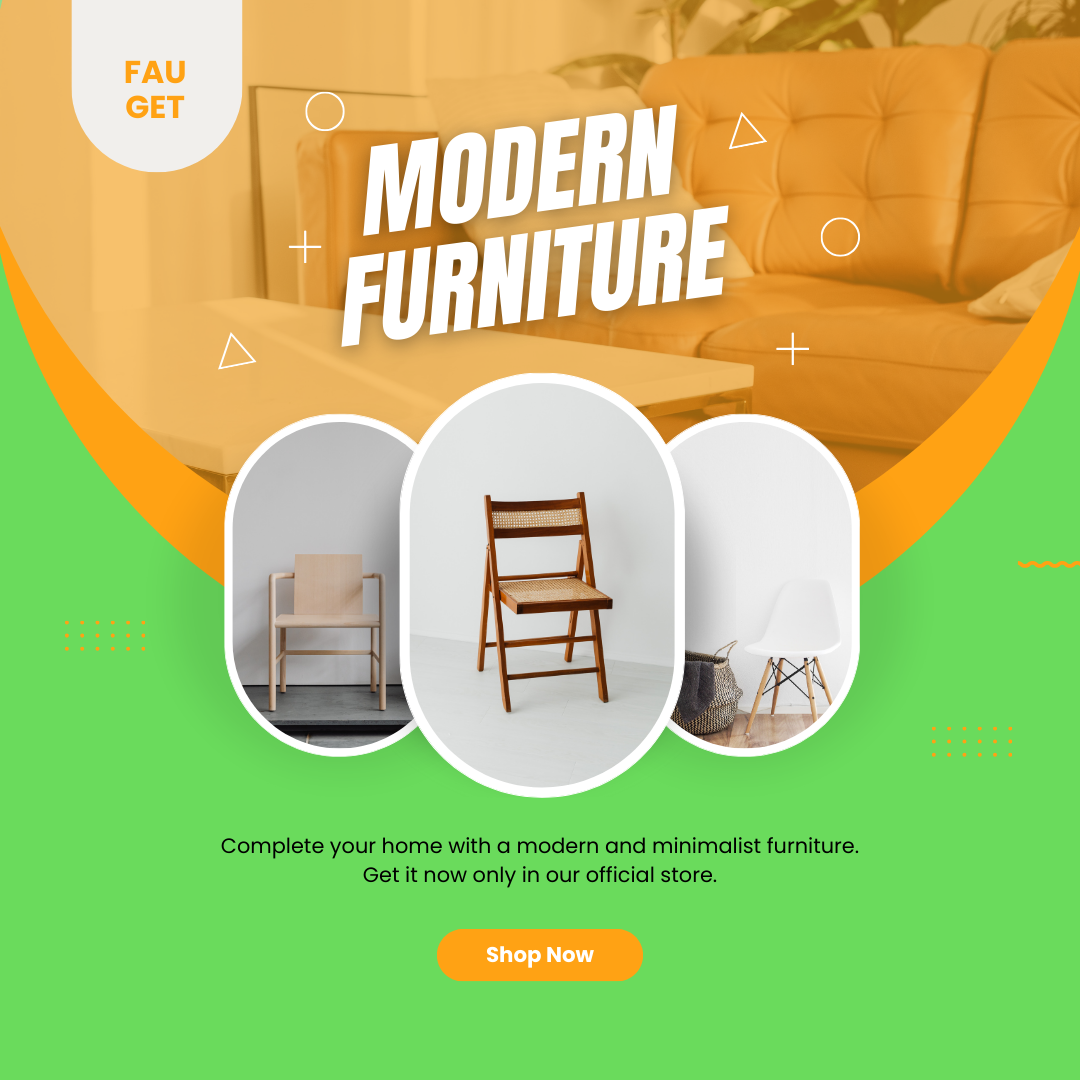 FAU
GET
MODERN
FURNITURE
Complete your home with a modern and minimalist furniture.
Get it now only in our official store.
Shop Now